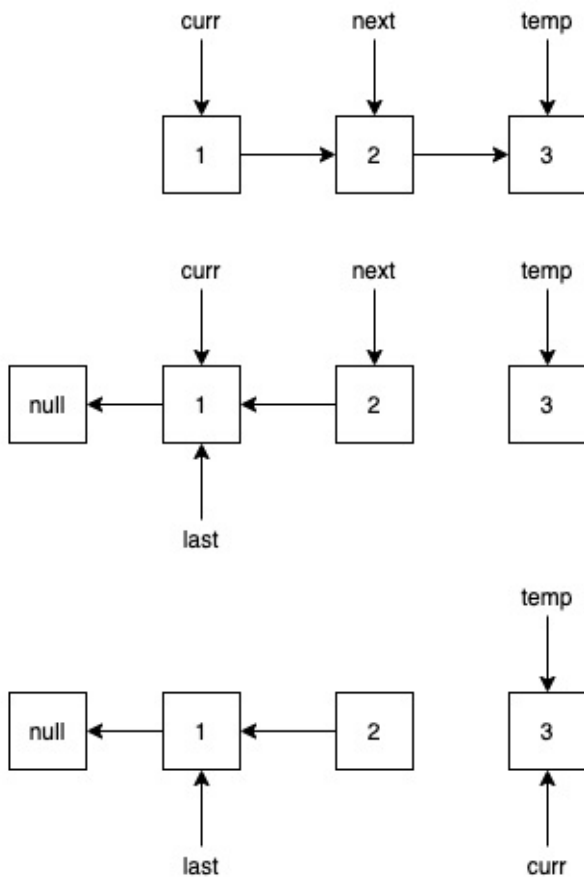 curr next temp
1 2 3
curr next temp
null 1 2 3
last
temp
null 1 2 3
last curr